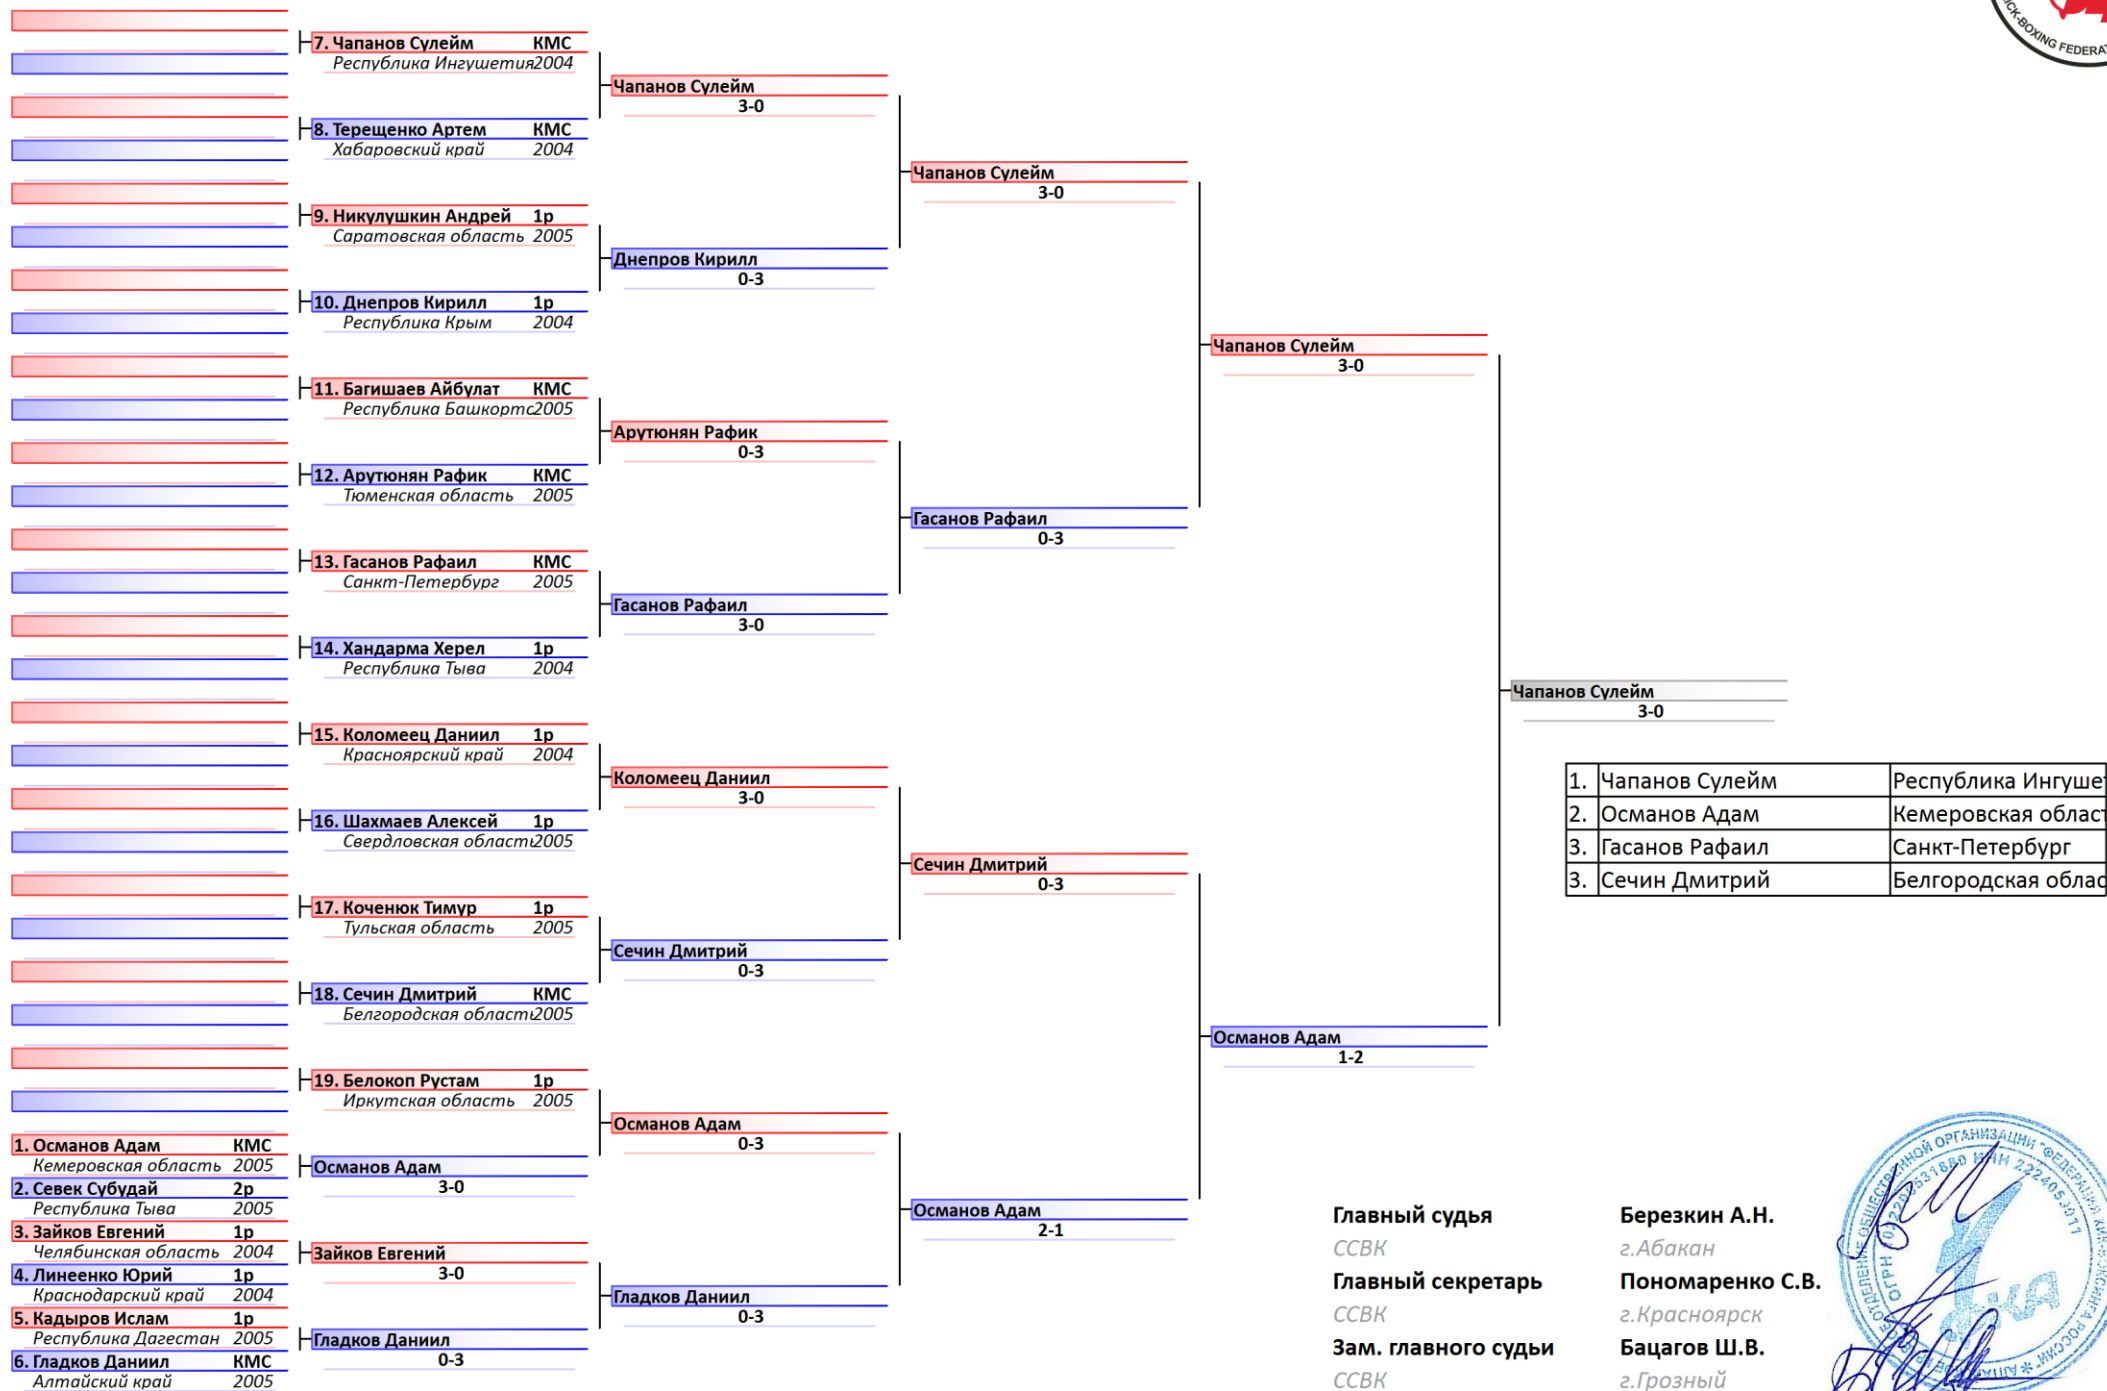 CK-BOXING FEDERAT
7. Чапанов Сулейм КМС
Республика Ингушетия2004
8. Терещенко Артем КМС
Хабаровский край 2004
9. Никулушкин Андрей 1р
Саратовская область 2005
10. Днепров Кирилл 1р
Республика Крым 2004
11. Багишаев Айбулат КМС
Республика Башкортс2005
12. Арутюнян Рафик КМС
Тюменская область 2005
13. Гасанов Рафаил КМС
Санкт-Петербург 2005
14. Хандарма Херел 1р
Республика Тыва 2004
15. Коломеец Даниил 1р
Красноярский край 2004
16. Шахмаев Алексей 1р
Свердловская область2005
17. Коченюк Тимур 1р
Тульская область 2005
18. Сечин Дмитрий КМС
Белгородская область2005
19. Белокоп Рустам 1р
Иркутская область 2005
1. Османов Адам КМС
Кемеровская область 2005
2. Севек Субудай 2р
Республика Тыва 2005
3. Зайков Евгений 1р
Челябинская область 2004
4. Линеенко Юрий 1р
Краснодарский край 2004
5. Кадыров Ислам 1р
Республика Дагестан 2005
6. Гладков Даниил КМС
Алтайский край 2005
Османов Адам
3-0
Зайков Евгений
3-0
Гладков Даниил
0-3
Чапанов Сулейм
3-0
Днепров Кирилл
0-3
Арутюнян Рафик
0-3
Гасанов Рафаил
3-0
Коломеец Даниил
3-0
Сечин Дмитрий
0-3
Османов Адам
0-3
Гладков Даниил
0-3
Чапанов Сулейм
3-0
Гасанов Рафаил
0-3
Сечин Дмитрий
0-3
Османов Адам
2-1
Чапанов Сулейм
3-0
Османов Адам
1-2
Чапанов Сулейм
3-0
1. Чапанов Сулейм Республика Ингушет
2. Османов Адам Кемеровская област
3. Гасанов Рафаил Санкт-Петербург
3. Сечин Дмитрий Белгородская облас
Главный судья Березкин А.Н.
ССВК г.Абакан
Главный секретарь Пономаренко С.В.
ССВК г.Красноярск
Зам. главного судьи Бацагов Ш.В.
ССВК г.Грозный